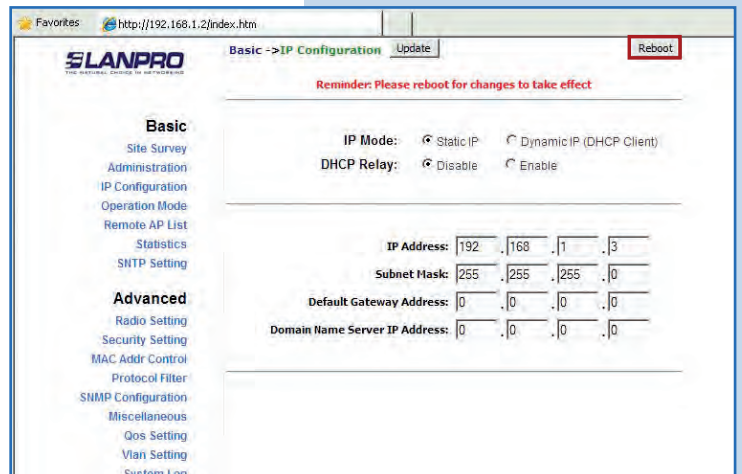 Favorites
http://192.168.1.2/index.htm
LANPRO
THE NATURAL CHOICE IN NETWORKING
Basic ->IP Configuration Update Reboot
Reminder: Please reboot for changes to take effect
Basic
Site Survey
Administration
IP Configuration
Operation Mode
Remote AP List
Statistics
SNTP Setting
Advanced
Radio Setting
Security Setting
MAC Addr Control
Protocol Filter
SNMP Configuration
Miscellaneous
Qos Setting
Vlan Setting
System Log
IP Mode: Static IP Dynamic IP (DHCP Client)
DHCP Relay: Disable Enable
IP Address: 192 . 168 . 1 . 3
Subnet Mask: 255 . 255 . 255 . 0
Default Gateway Address: 0 . 0 . 0 . 0
Domain Name Server IP Address: 0 . 0 . 0 . 0